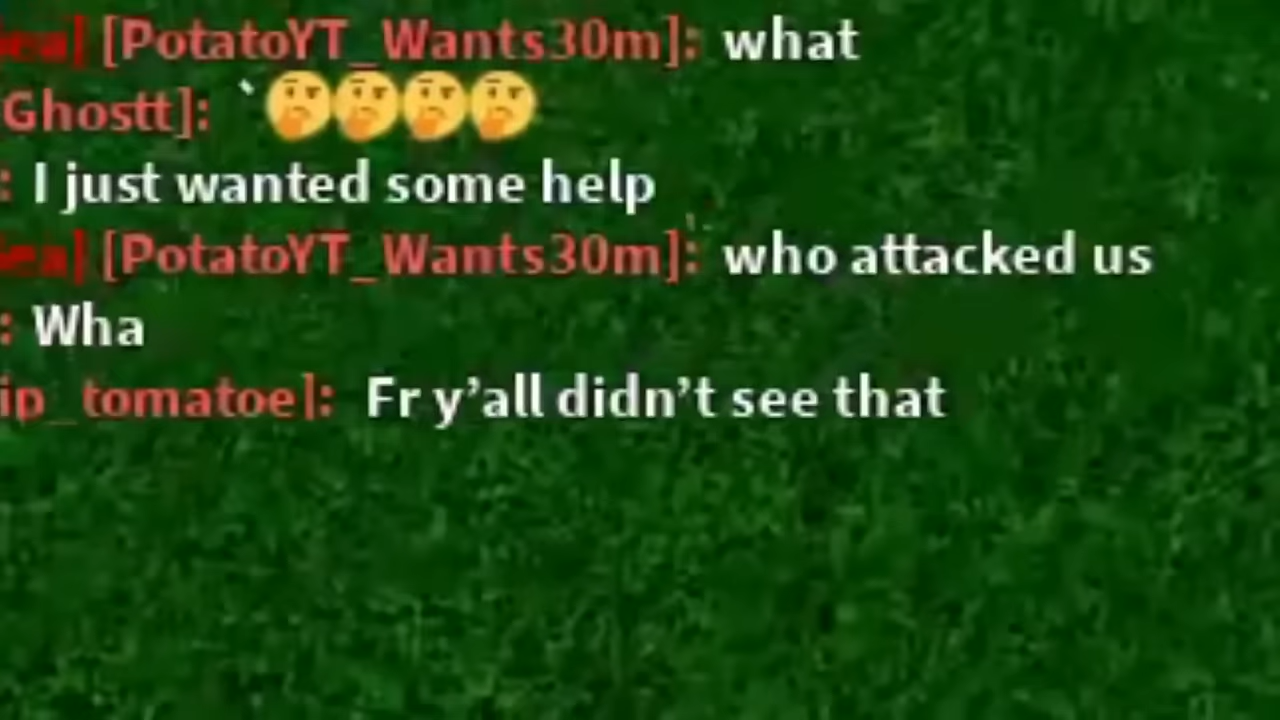 [PotatoYT_Wants30m]: what
Ghostt]: `🤔🤔🤔🤔
: I just wanted some help
[PotatoYT_Wants30m]: who attacked us
: Wha
ip_tomatoe]: Fr y’all didn’t see that